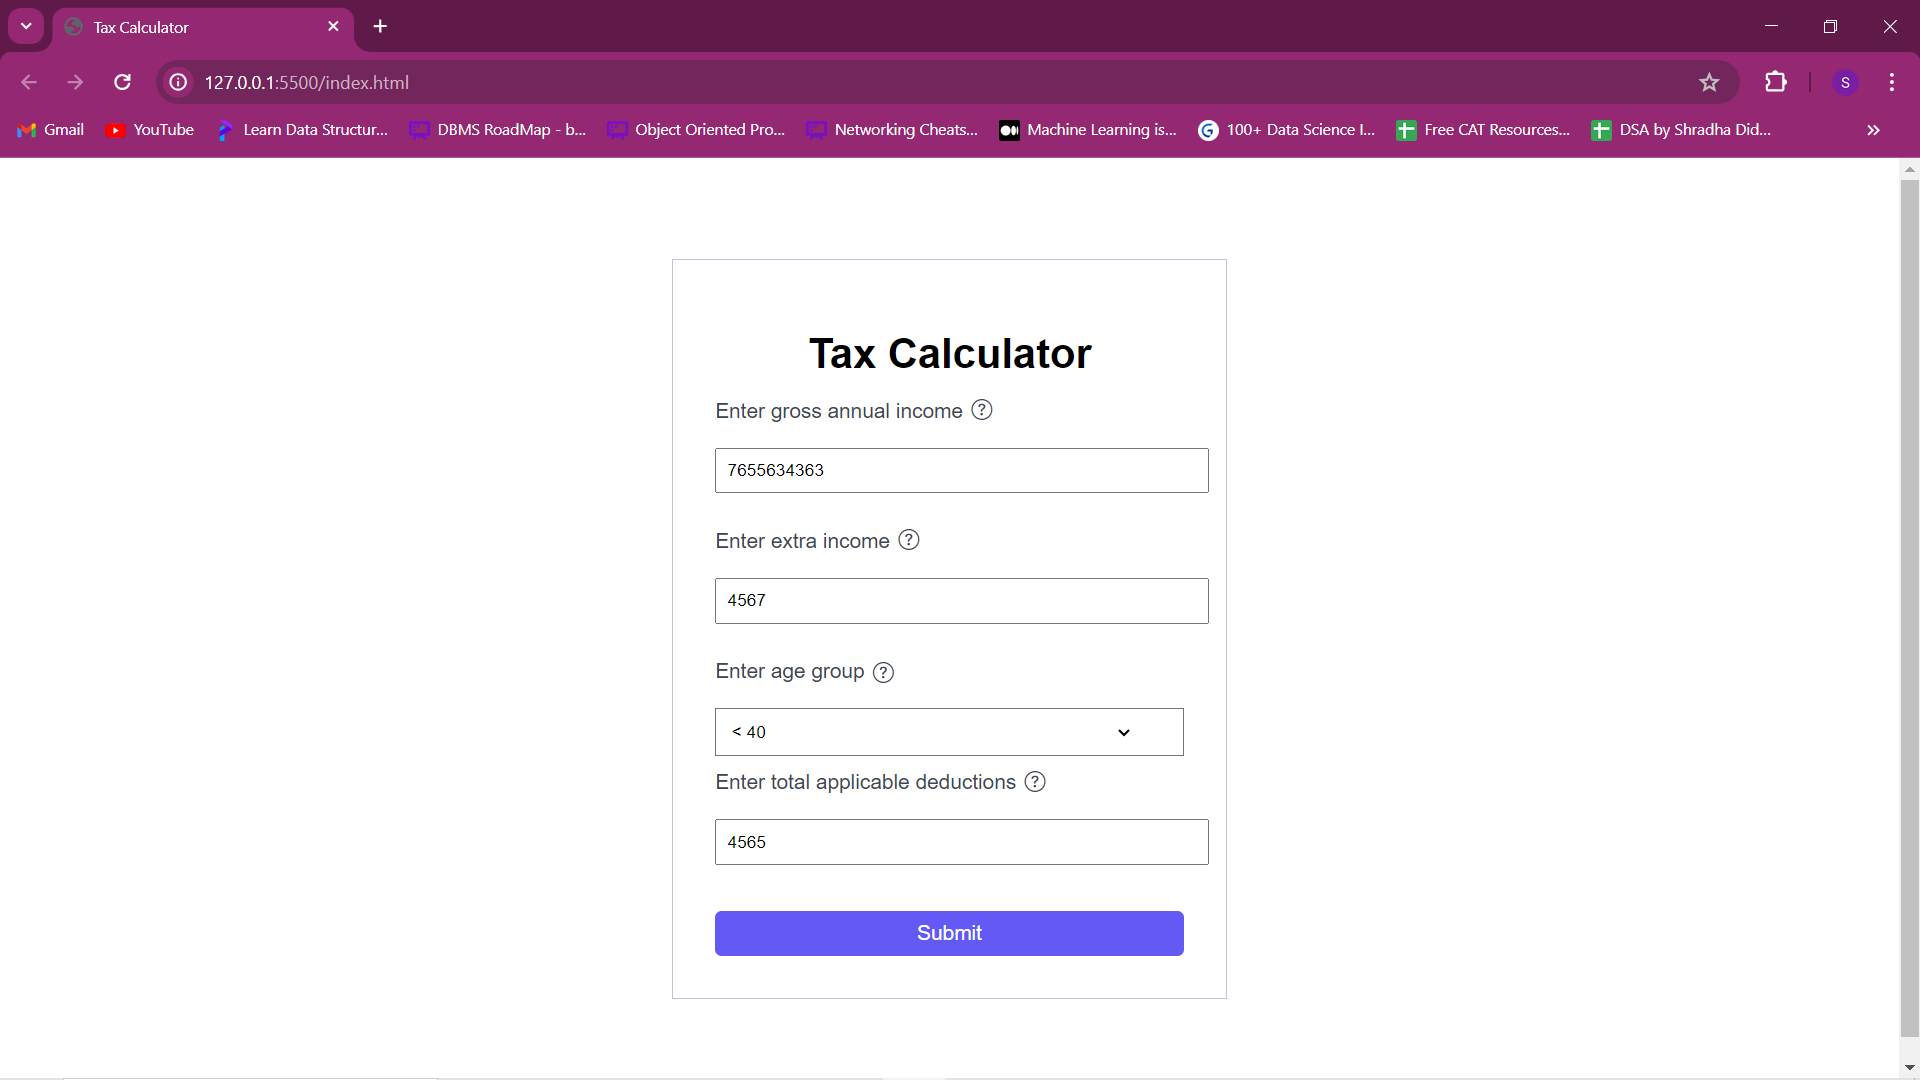 Tax Calculator
127.0.0.1:5500/index.html
S
Gmail
YouTube
Learn Data Structur...
DBMS RoadMap - b...
Object Oriented Pro...
Networking Cheats...
Machine Learning is...
100+ Data Science I...
Free CAT Resources...
DSA by Shradha Did...
Tax Calculator
Enter gross annual income ?
7655634363
Enter extra income ?
4567
Enter age group ?
< 40
Enter total applicable deductions ?
4565
Submit